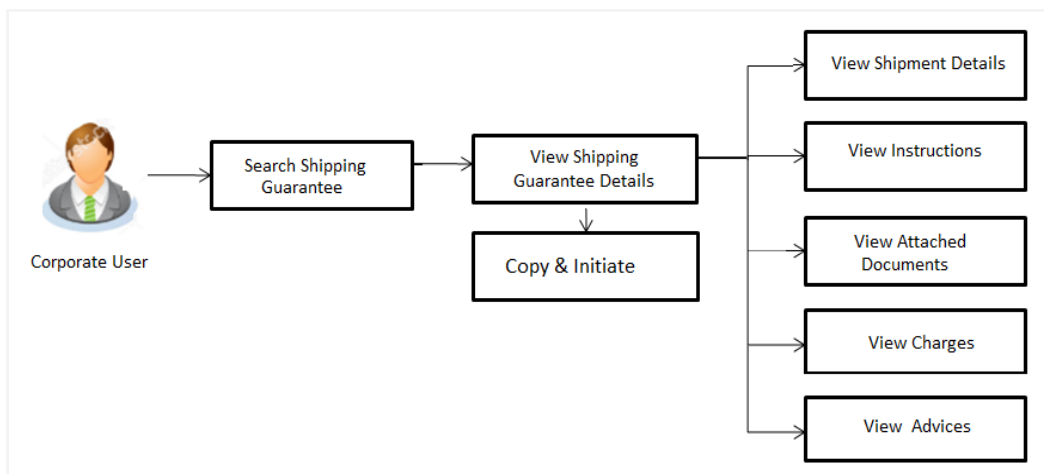 Corporate User
Search Shipping
Guarantee
View Shipping
Guarantee Details
Copy & Initiate
View Shipment Details
View Instructions
View Attached
Documents
View Charges
View Advices